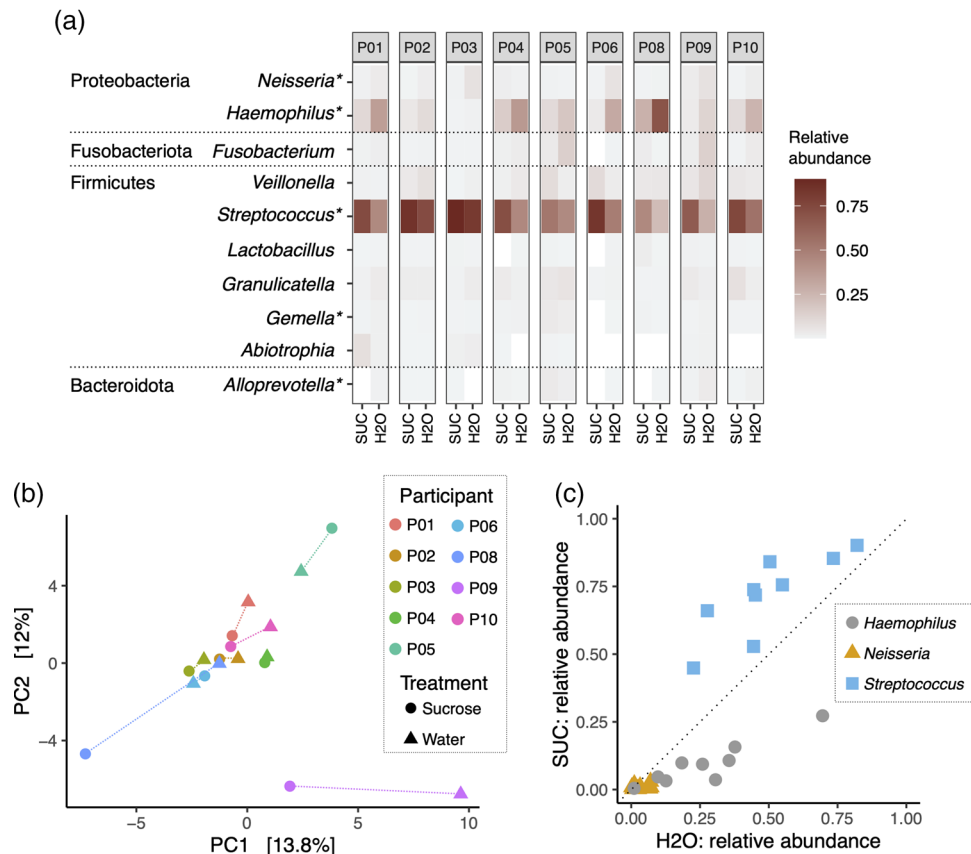 (a)
P01 P02 P03 P04 P05 P06 P08 P09 P10
Proteobacteria Neisseria*
Haemophilus*
Fusobacteriota Fusobacterium
Firmicutes Veillonella
Streptococcus*
Lactobacillus
Granulicatella
Gemella*
Abiotrophia
Bacteroidota Alloprevotella*
SUC H2O SUC H2O SUC H2O SUC H2O SUC H2O SUC H2O SUC H2O SUC H2O SUC H2O
Relative
abundance
0.75
0.50
0.25
(b)
4
0
−4
PC2 [12%]
−5 0 5 10
PC1 [13.8%]
Participant
P01 P06
P02 P08
P03 P09
P04 P10
P05
Treatment
Sucrose
Water
(c)
1.00
0.75
0.50
0.25
0.00
SUC: relative abundance
0.00 0.25 0.50 0.75 1.00
H2O: relative abundance
Haemophilus
Neisseria
Streptococcus